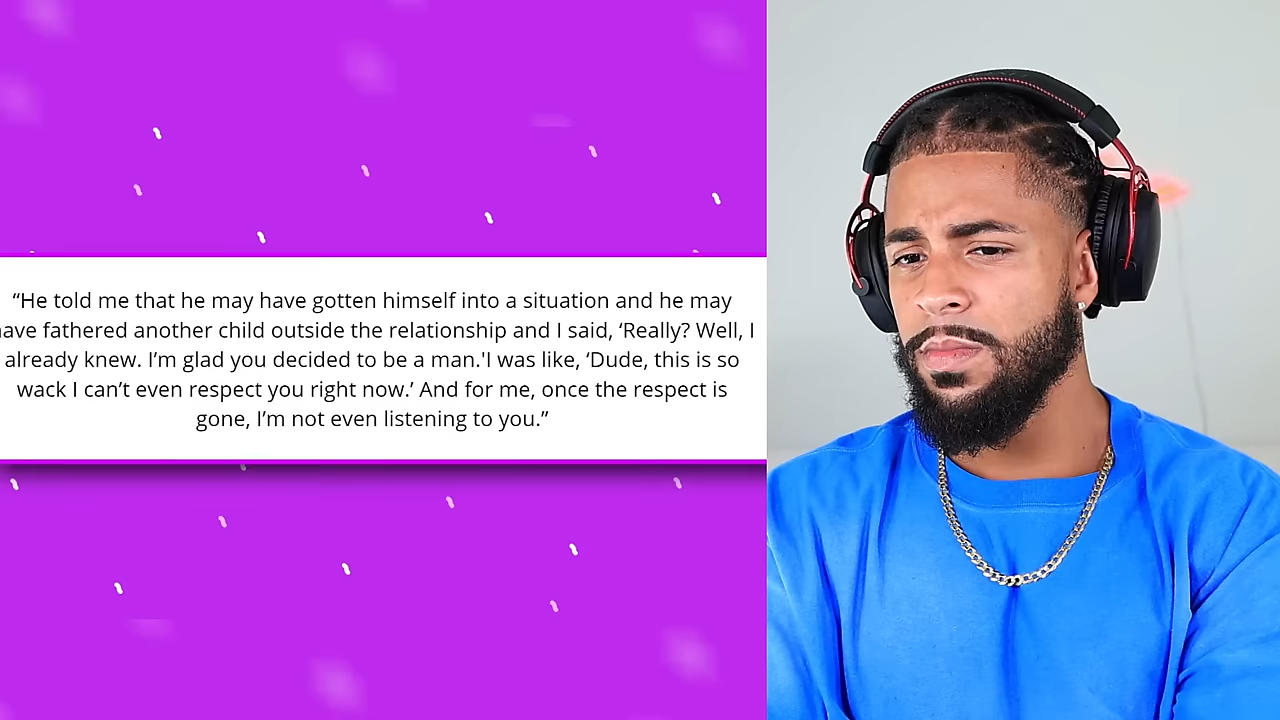 “He told me that he may have gotten himself into a situation and he may
have fathered another child outside the relationship and I said, ‘Really? Well, I
already knew. I’m glad you decided to be a man.'I was like, ‘Dude, this is so
wack I can’t even respect you right now.’ And for me, once the respect is
gone, I’m not even listening to you.”